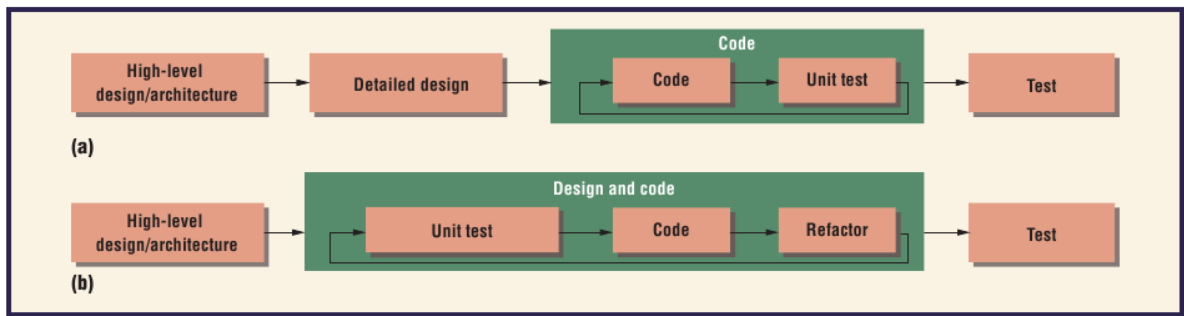 Code
High-level
design/architecture
Detailed design
Code
Unit test
Test
(a)
Design and code
High-level
design/architecture
Unit test
Code
Refactor
Test
(b)